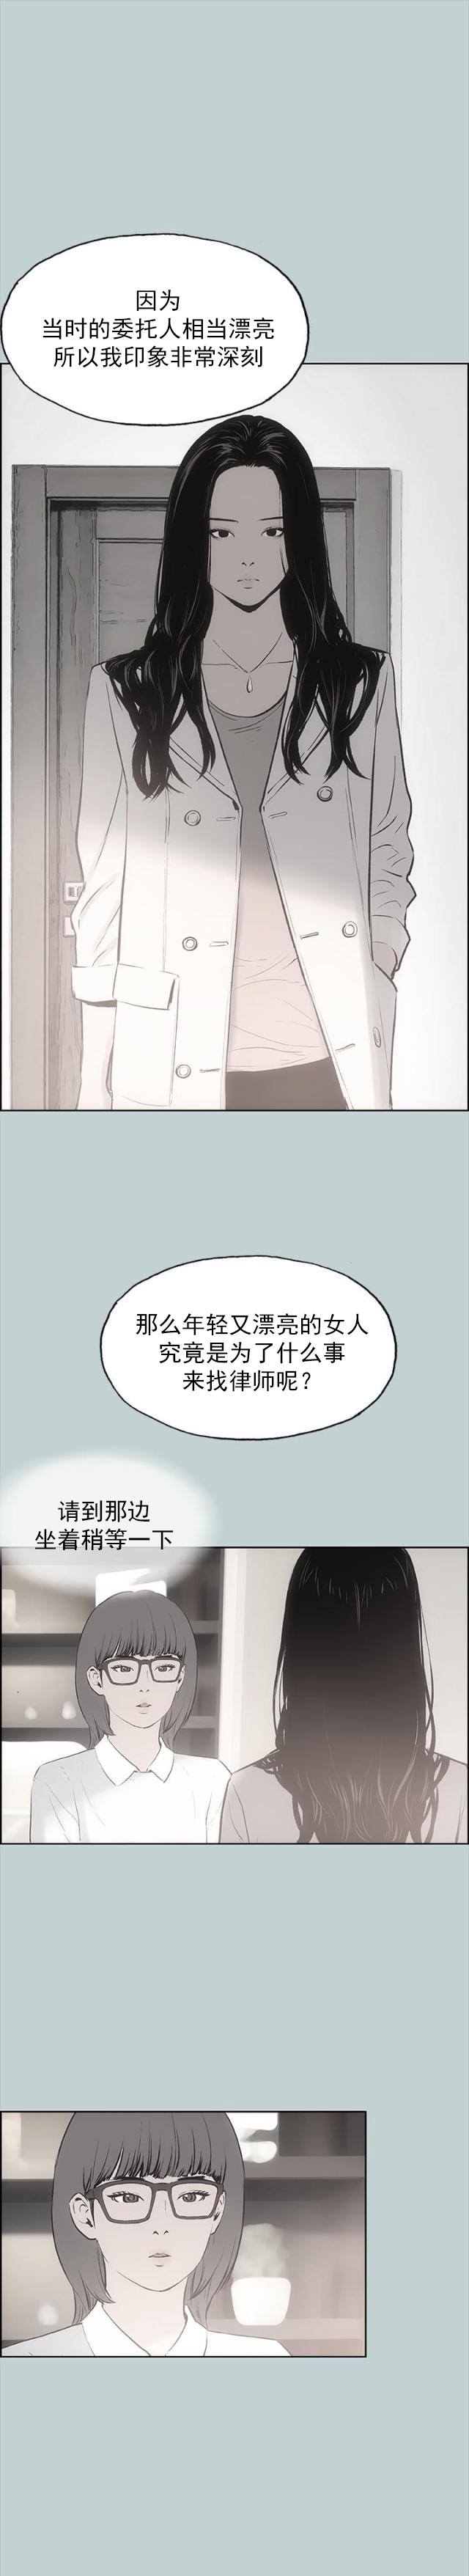 因为
当时的委托人相当漂亮
所以我印象非常深刻
那么年轻又漂亮的女人
究竟是为了什么事
来找律师呢?
请到那边
坐着稍等一下